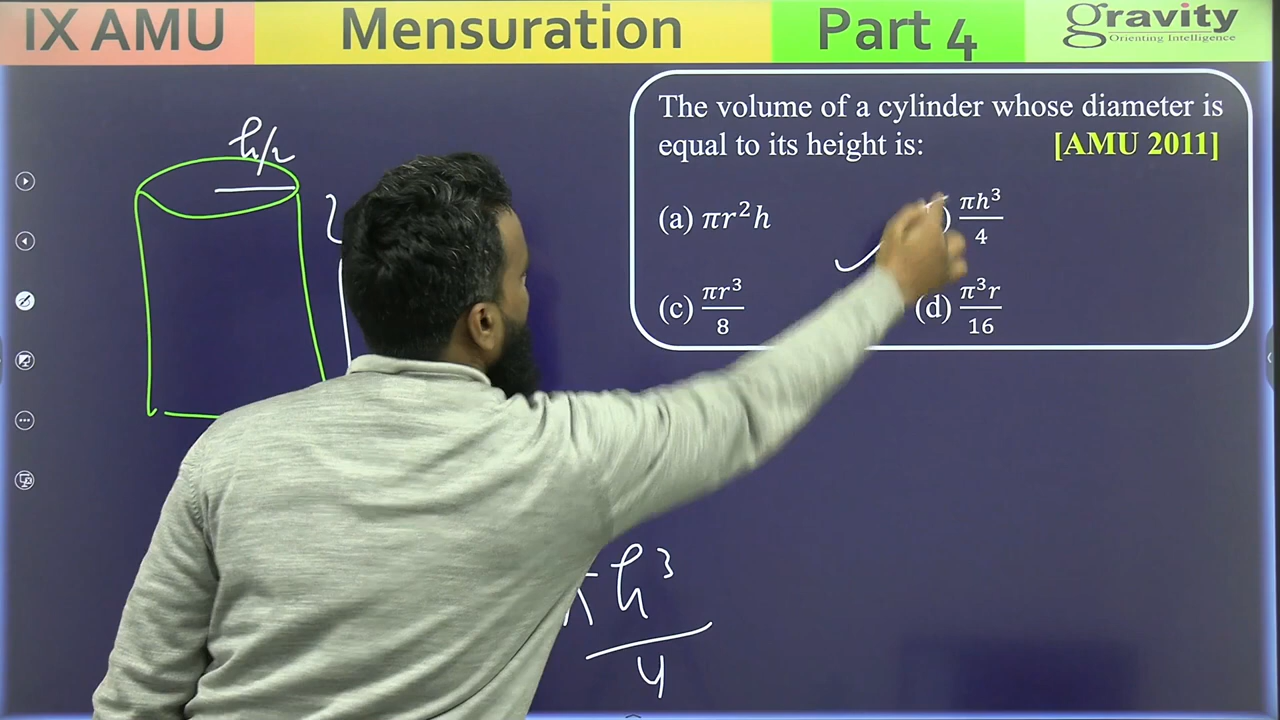 IX AMU
Mensuration
Part 4
gravity
Orienting Intelligence
The volume of a cylinder whose diameter is
equal to its height is: [AMU 2011]
(a) πr²h
) πh³/4
(c) πr³/8
(d) π³r/16
h/2
h³
4